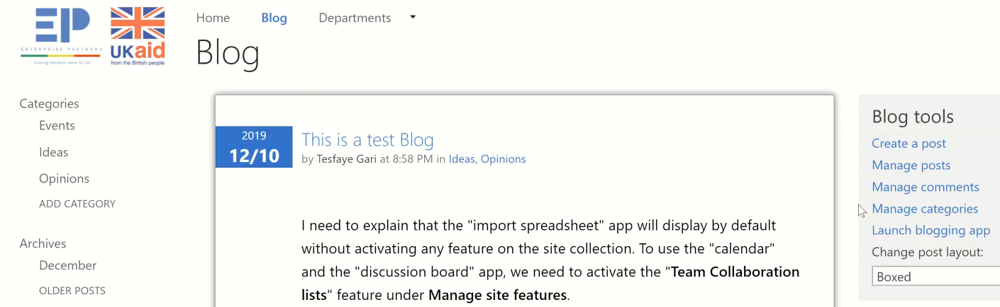 EP
ENTERPRISE PARTNERS
making markets work for all
UKaid
from the British people
Home Blog Departments
Blog
Categories
Events
Ideas
Opinions
ADD CATEGORY
Archives
December
OLDER POSTS
2019
12/10
This is a test Blog
by Tesfaye Gari at 8:58 PM in Ideas, Opinions
I need to explain that the "import spreadsheet" app will display by default
without activating any feature on the site collection. To use the "calendar"
and the "discussion board" app, we need to activate the "Team Collaboration
lists" feature under Manage site features.
Blog tools
Create a post
Manage posts
Manage comments
Manage categories
Launch blogging app
Change post layout:
Boxed